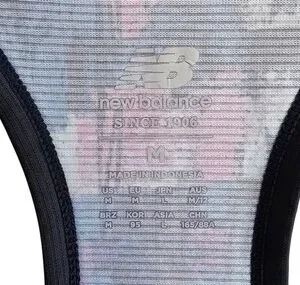 NB
new balance
SINCE 1906
M
MADE IN INDONESIA
US EU JPN AUS
M M L M/12
BRZ KOR ASIA CHN
M 95 L 165/88A